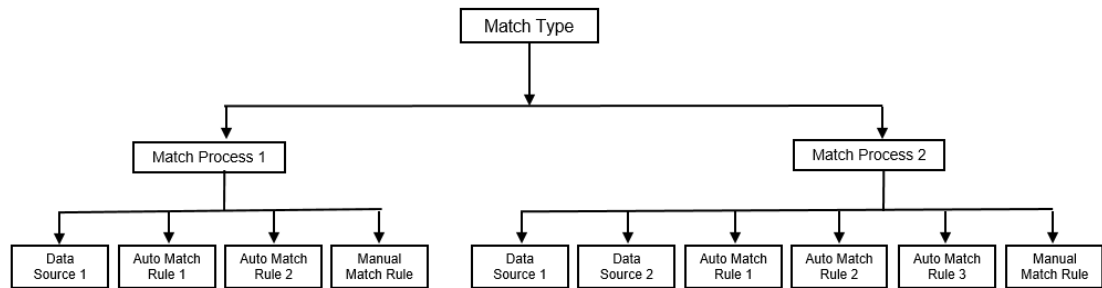 Match Type
Match Process 1
Match Process 2
Data
Source 1
Auto Match
Rule 1
Auto Match
Rule 2
Manual
Match Rule
Data
Source 1
Data
Source 2
Auto Match
Rule 1
Auto Match
Rule 2
Auto Match
Rule 3
Manual
Match Rule